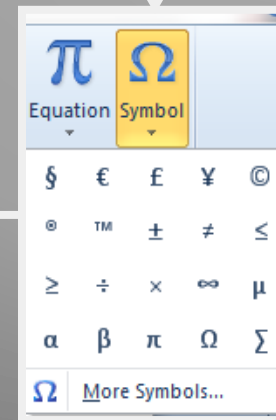 π Ω
Equation Symbol
§ € £ ¥ ©
® ™ ± ≠ ≤
≥ ÷ × ∞ µ
α β π Ω ∑
Ω More Symbols...